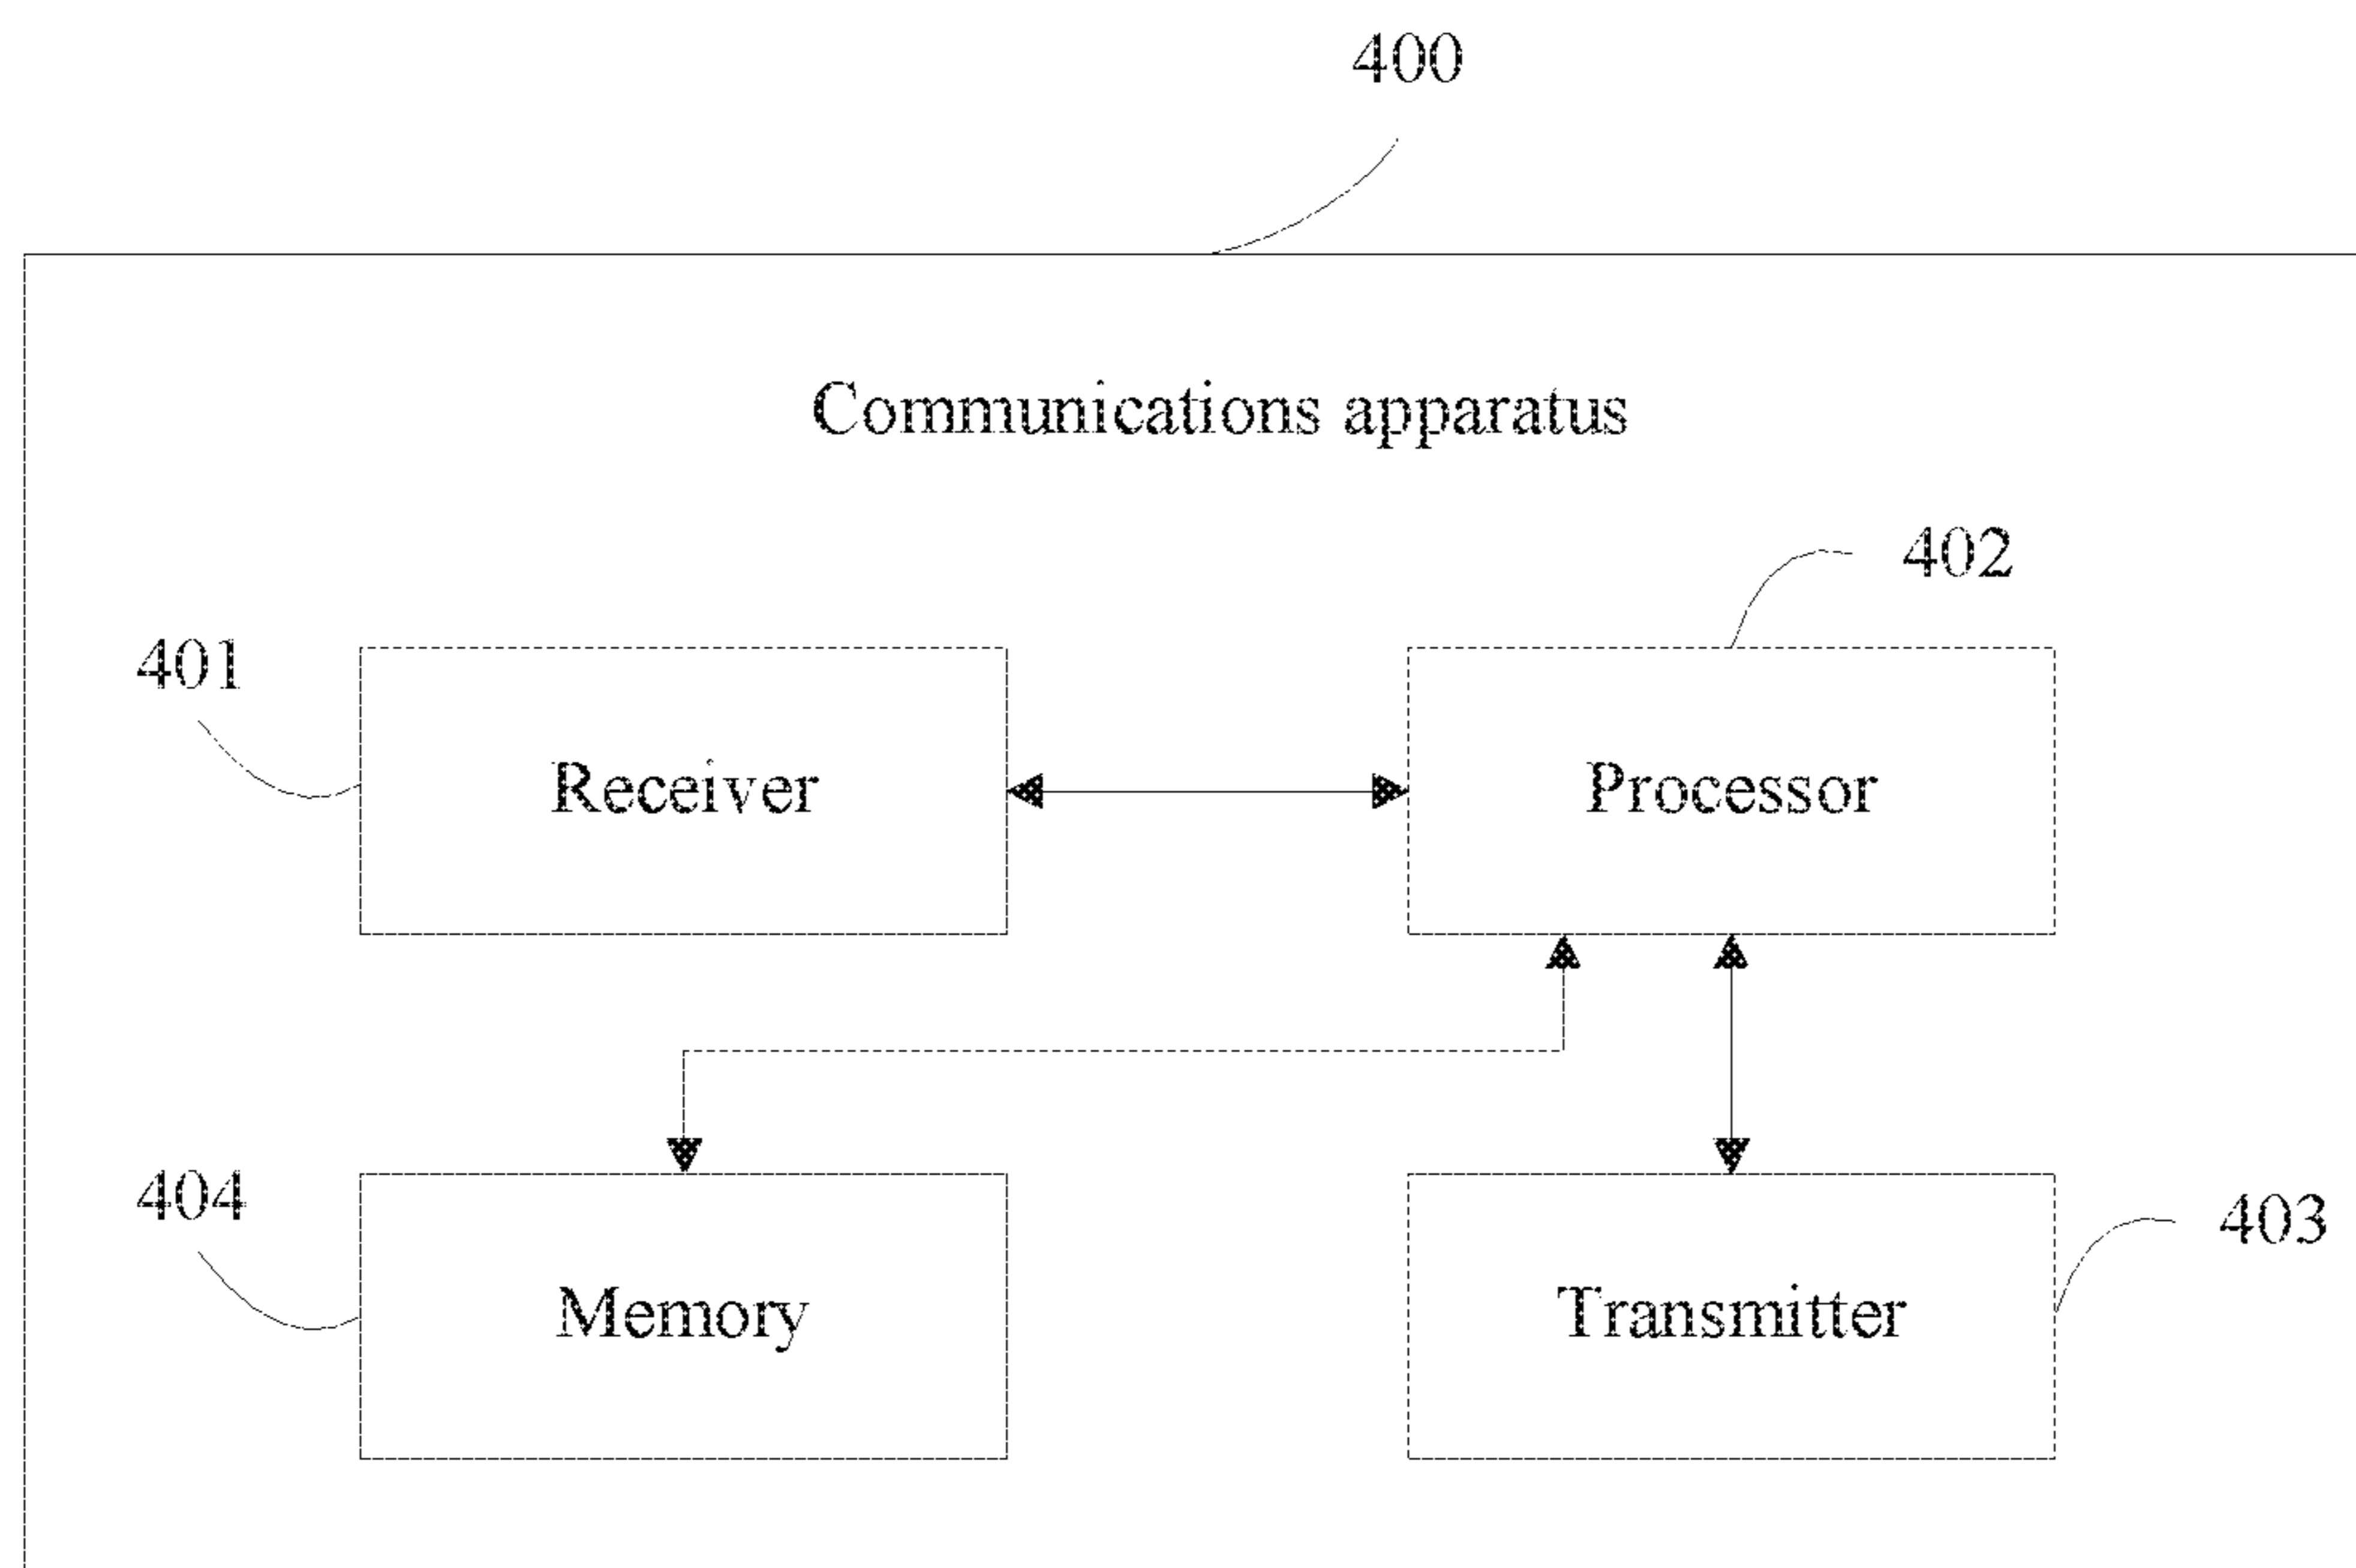 400
Communications apparatus
402
401
Receiver
Processor
404
403
Memory
Transmitter